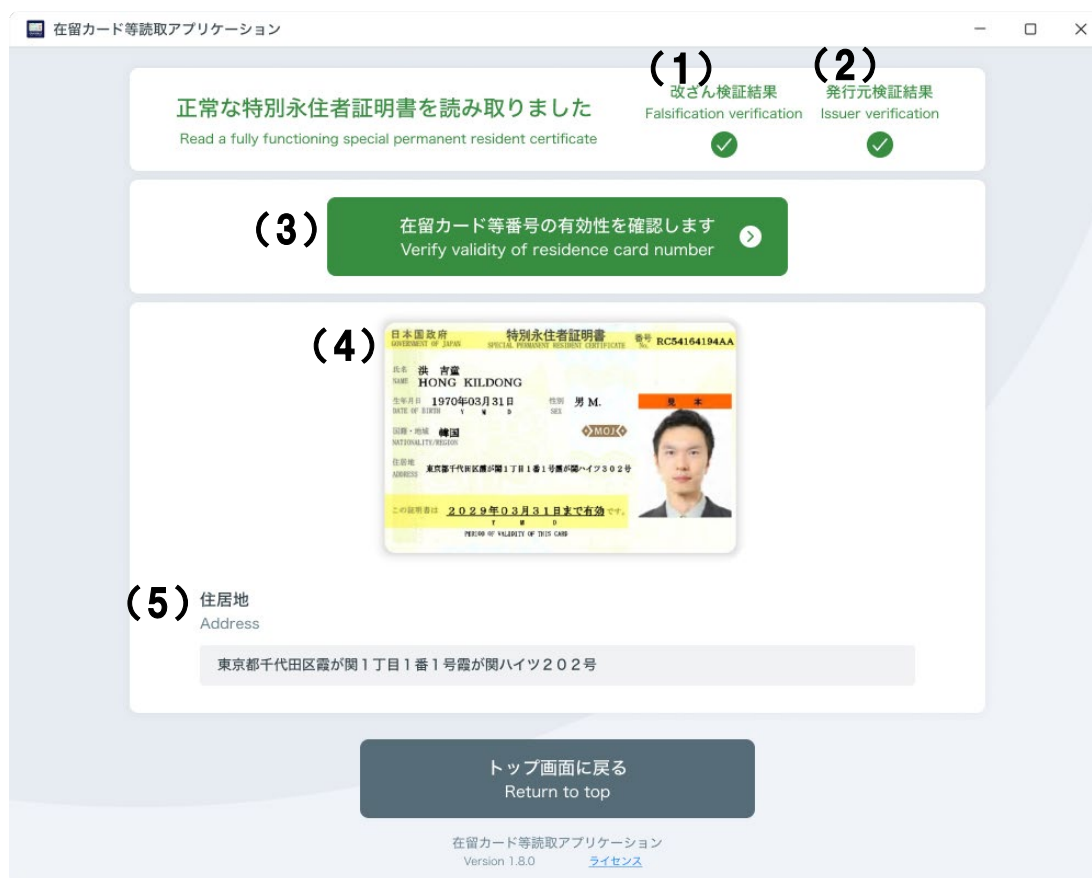 在留カード等読取アプリケーション
(1)
(2)
正常な特別永住者証明書を読み取りました
Read a fully functioning special permanent resident certificate
改ざん検証結果
Falsification verification
発行元検証結果
Issuer verification
(3)
在留カード等番号の有効性を確認します
Verify validity of residence card number
(4)
日本国政府 特別永住者証明書 番号 RC54164194AA
GOVERNMENT OF JAPAN SPECIAL PERMANENT RESIDENT CERTIFICATE No.
氏名 洪 吉童
NAME HONG KILDONG
生年月日 1970年03月31日 性別 男 M.
DATE OF BIRTH Y M D SEX
見 本
国籍・地域 韓国
NATIONALITY/REGION
MOJ
住居地 東京都千代田区霞が関1丁目1番1号霞が関ハイツ302号
ADDRESS
この証明書は 2029年03月31日まで有効 です。
Y M D
PERIOD OF VALIDITY OF THIS CARD
(5)
住居地
Address
東京都千代田区霞が関1丁目1番1号霞が関ハイツ202号
トップ画面に戻る
Return to top
在留カード等読取アプリケーション
Version 1.8.0 ライセンス